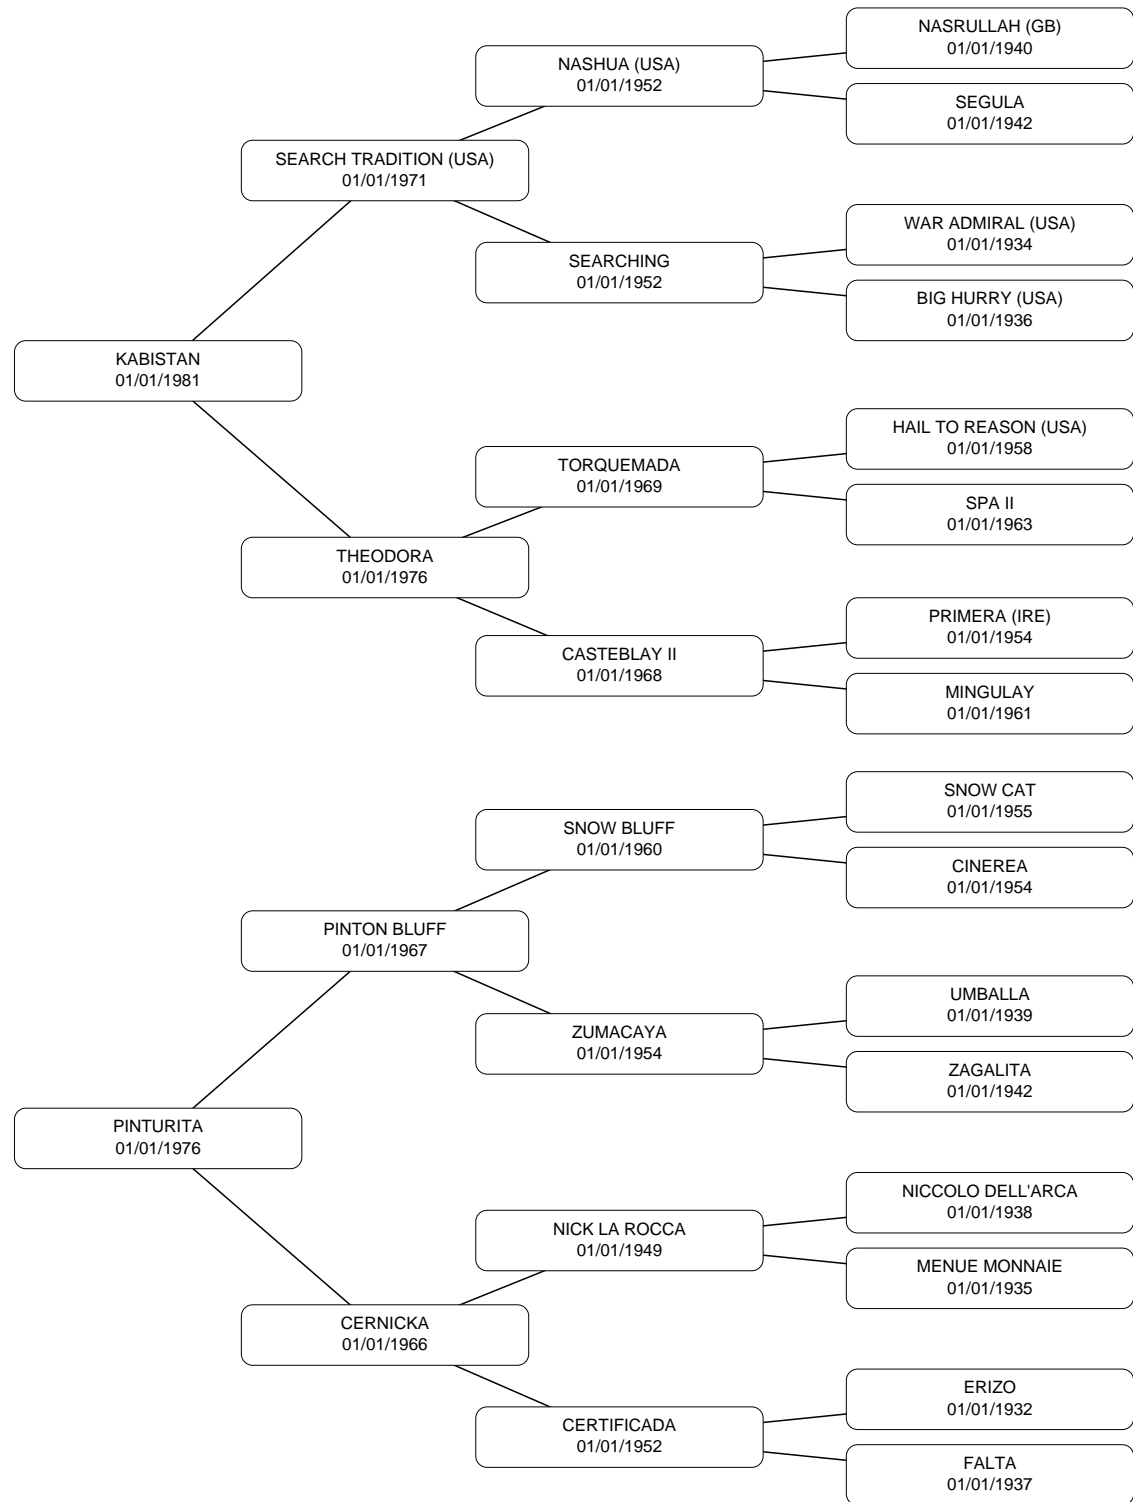 NASRULLAH (GB)
01/01/1940
NASHUA (USA)
01/01/1952
SEGULA
01/01/1942
SEARCH TRADITION (USA)
01/01/1971
WAR ADMIRAL (USA)
01/01/1934
SEARCHING
01/01/1952
BIG HURRY (USA)
01/01/1936
KABISTAN
01/01/1981
HAIL TO REASON (USA)
01/01/1958
TORQUEMADA
01/01/1969
SPA II
01/01/1963
THEODORA
01/01/1976
PRIMERA (IRE)
01/01/1954
CASTEBLAY II
01/01/1968
MINGULAY
01/01/1961
SNOW CAT
01/01/1955
SNOW BLUFF
01/01/1960
CINEREA
01/01/1954
PINTON BLUFF
01/01/1967
UMBALLA
01/01/1939
ZUMACAYA
01/01/1954
ZAGALITA
01/01/1942
PINTURITA
01/01/1976
NICCOLO DELL'ARCA
01/01/1938
NICK LA ROCCA
01/01/1949
MENUE MONNAIE
01/01/1935
CERNICKA
01/01/1966
ERIZO
01/01/1932
CERTIFICADA
01/01/1952
FALTA
01/01/1937